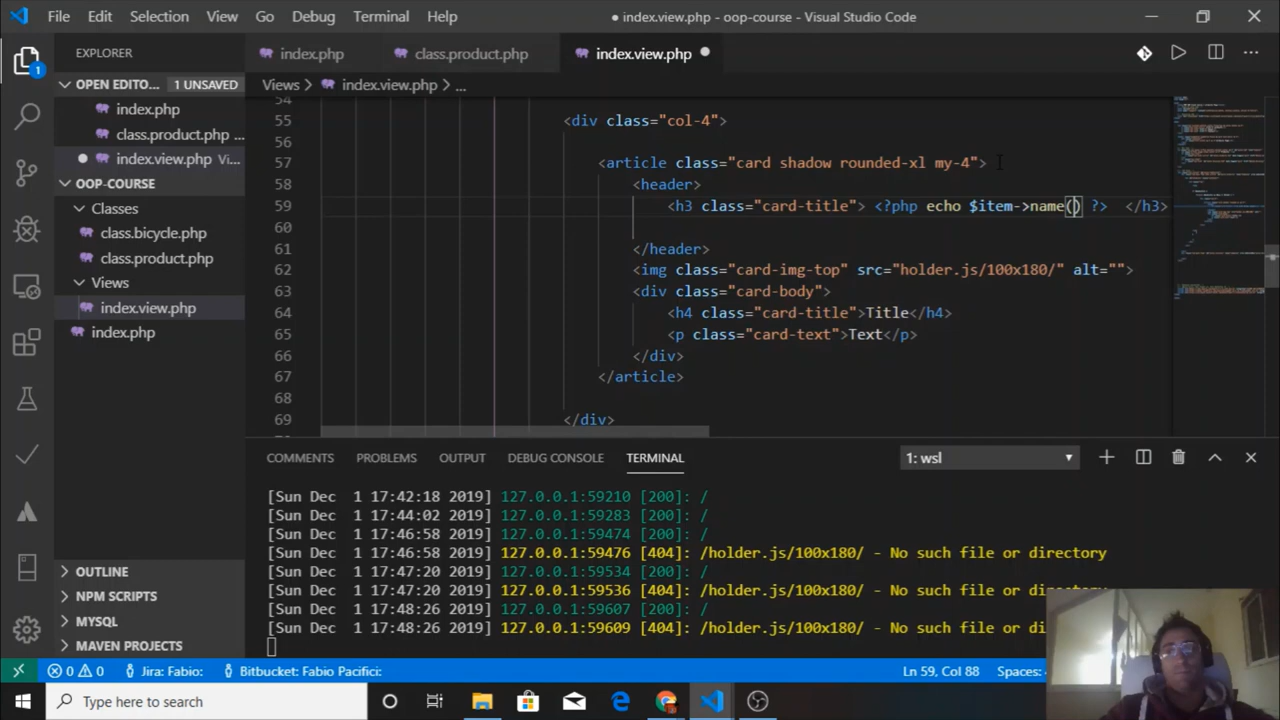 File Edit Selection View Go Debug Terminal Help
● index.view.php - oop-course - Visual Studio Code
EXPLORER
index.php
class.product.php
index.view.php
OPEN EDITO... 1 UNSAVED
index.php
class.product.php ...
index.view.php Vi...
OOP-COURSE
Classes
class.bicycle.php
class.product.php
Views
index.view.php
index.php
OUTLINE
NPM SCRIPTS
MYSQL
MAVEN PROJECTS
1
Views > index.view.php > ...
54
55 <div class="col-4">
56
57 <article class="card shadow rounded-xl my-4">
58 <header>
59 <h3 class="card-title"> <?php echo $item->name() ?> </h3>
60
61 </header>
62 <img class="card-img-top" src="holder.js/100x180/" alt="">
63 <div class="card-body">
64 <h4 class="card-title">Title</h4>
65 <p class="card-text">Text</p>
66 </div>
67 </article>
68
69 </div>
COMMENTS PROBLEMS OUTPUT DEBUG CONSOLE TERMINAL 1: wsl
[Sun Dec 1 17:42:18 2019] 127.0.0.1:59210 [200]: /
[Sun Dec 1 17:44:02 2019] 127.0.0.1:59283 [200]: /
[Sun Dec 1 17:46:58 2019] 127.0.0.1:59474 [200]: /
[Sun Dec 1 17:46:58 2019] 127.0.0.1:59476 [404]: /holder.js/100x180/ - No such file or directory
[Sun Dec 1 17:47:20 2019] 127.0.0.1:59534 [200]: /
[Sun Dec 1 17:47:20 2019] 127.0.0.1:59536 [404]: /holder.js/100x180/ - No such file or directory
[Sun Dec 1 17:48:26 2019] 127.0.0.1:59607 [200]: /
[Sun Dec 1 17:48:26 2019] 127.0.0.1:59609 [404]: /holder.js/100x180/ - No such file or di
0 0 Jira: Fabio: Bitbucket: Fabio Pacifici: Ln 59, Col 88 Spaces:
Type here to search